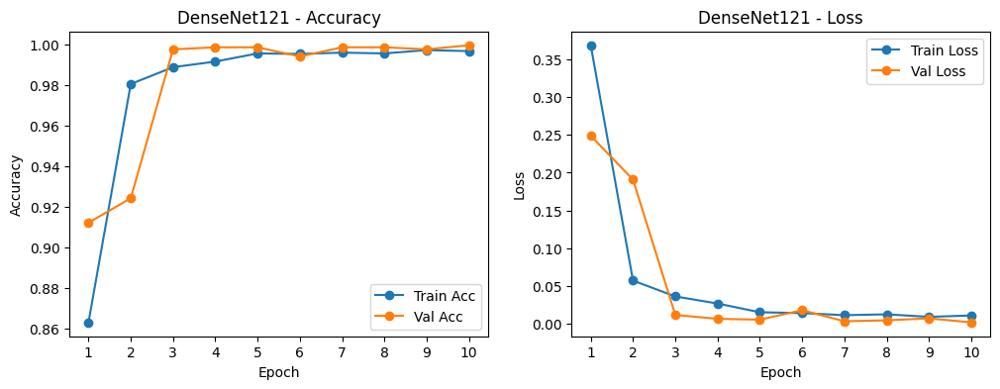 DenseNet121 - Accuracy
Accuracy
1.00
0.98
0.96
0.94
0.92
0.90
0.88
0.86
Train Acc
Val Acc
1 2 3 4 5 6 7 8 9 10
Epoch
DenseNet121 - Loss
Loss
0.35
0.30
0.25
0.20
0.15
0.10
0.05
0.00
Train Loss
Val Loss
1 2 3 4 5 6 7 8 9 10
Epoch